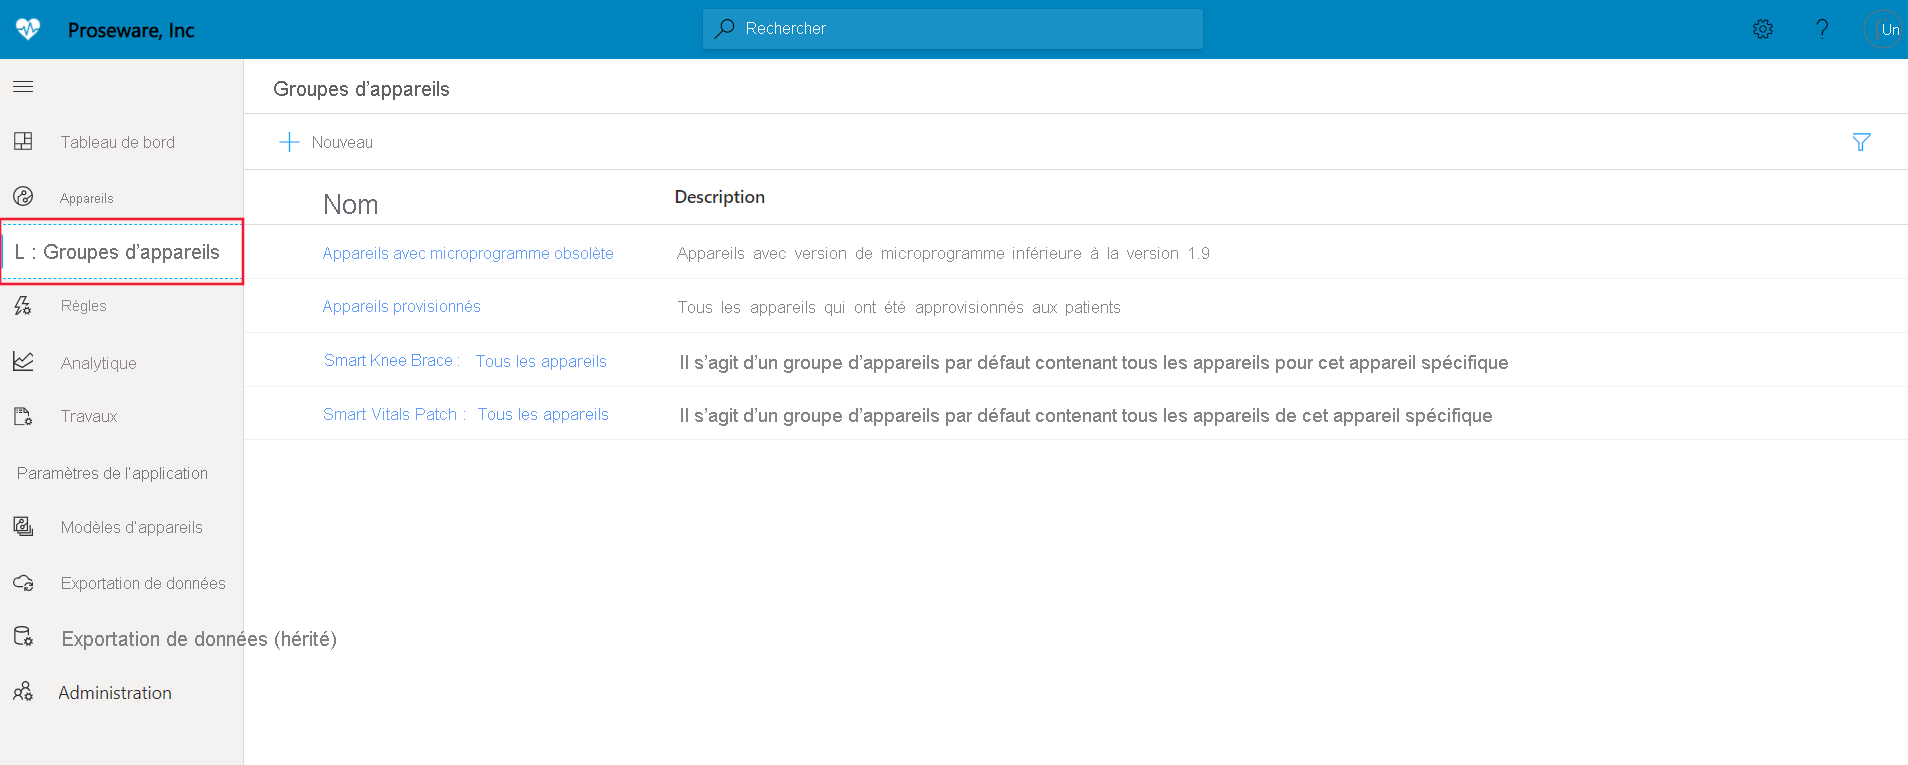 Proseware, Inc
Rechercher
Un
Groupes d'appareils
Tableau de bord
Nouveau
Appareils
Nom
Description
L : Groupes d'appareils
Appareils avec microprogramme obsolète
Appareils avec version de microprogramme inférieure à la version 1.9
Règles
Appareils provisionnés
Tous les appareils qui ont été approvisionnés aux patients
Analytique
Smart Knee Brace : Tous les appareils
Il s'agit d'un groupe d'appareils par défaut contenant tous les appareils pour cet appareil spécifique
Travaux
Smart Vitals Patch : Tous les appareils
Il s'agit d'un groupe d'appareils par défaut contenant tous les appareils de cet appareil spécifique
Paramètres de l'application
Modèles d'appareils
Exportation de données
Exportation de données (hérité)
Administration